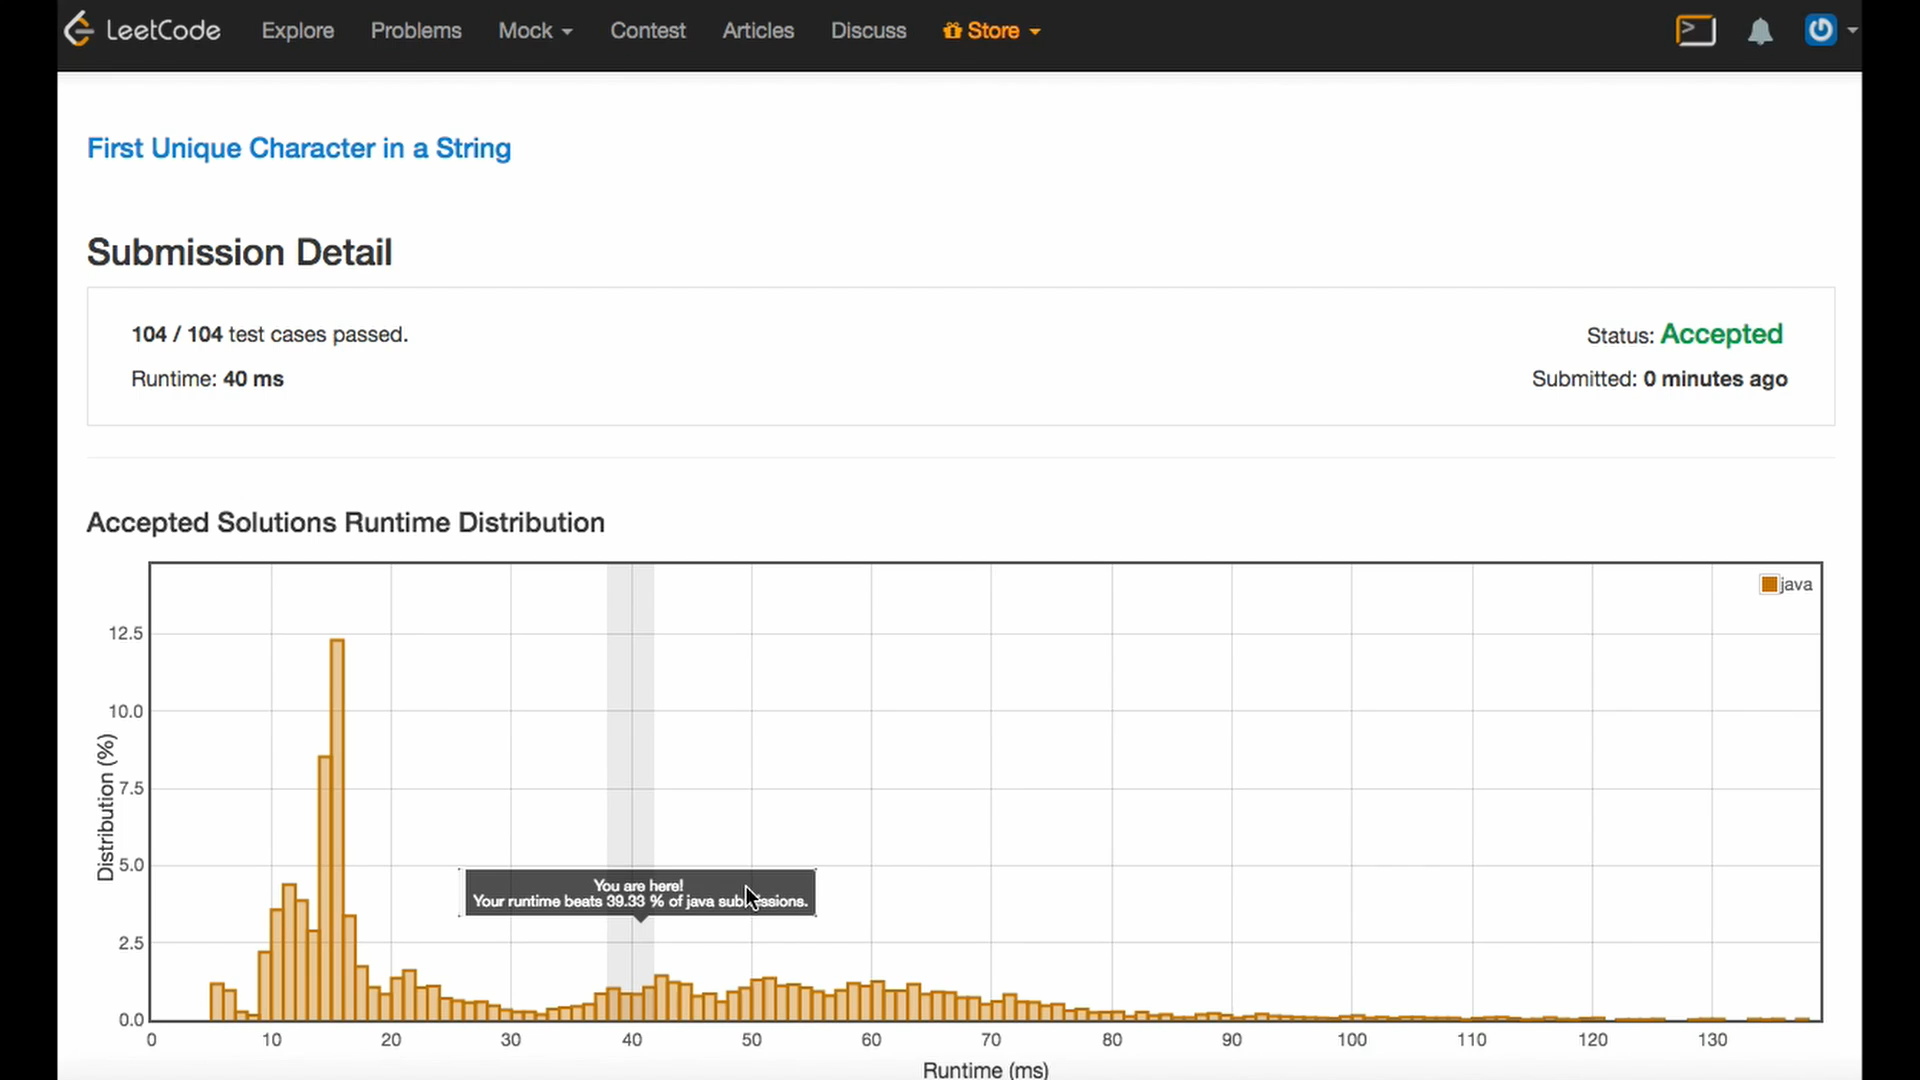 LeetCode Explore Problems Mock Contest Articles Discuss Store
First Unique Character in a String
Submission Detail
104 / 104 test cases passed.
Status: Accepted
Runtime: 40 ms
Submitted: 0 minutes ago
Accepted Solutions Runtime Distribution
java
12.5
10.0
7.5
5.0
2.5
0.0
Distribution (%)
You are here!
Your runtime beats 39.33 % of java submissions.
0 10 20 30 40 50 60 70 80 90 100 110 120 130
Runtime (ms)